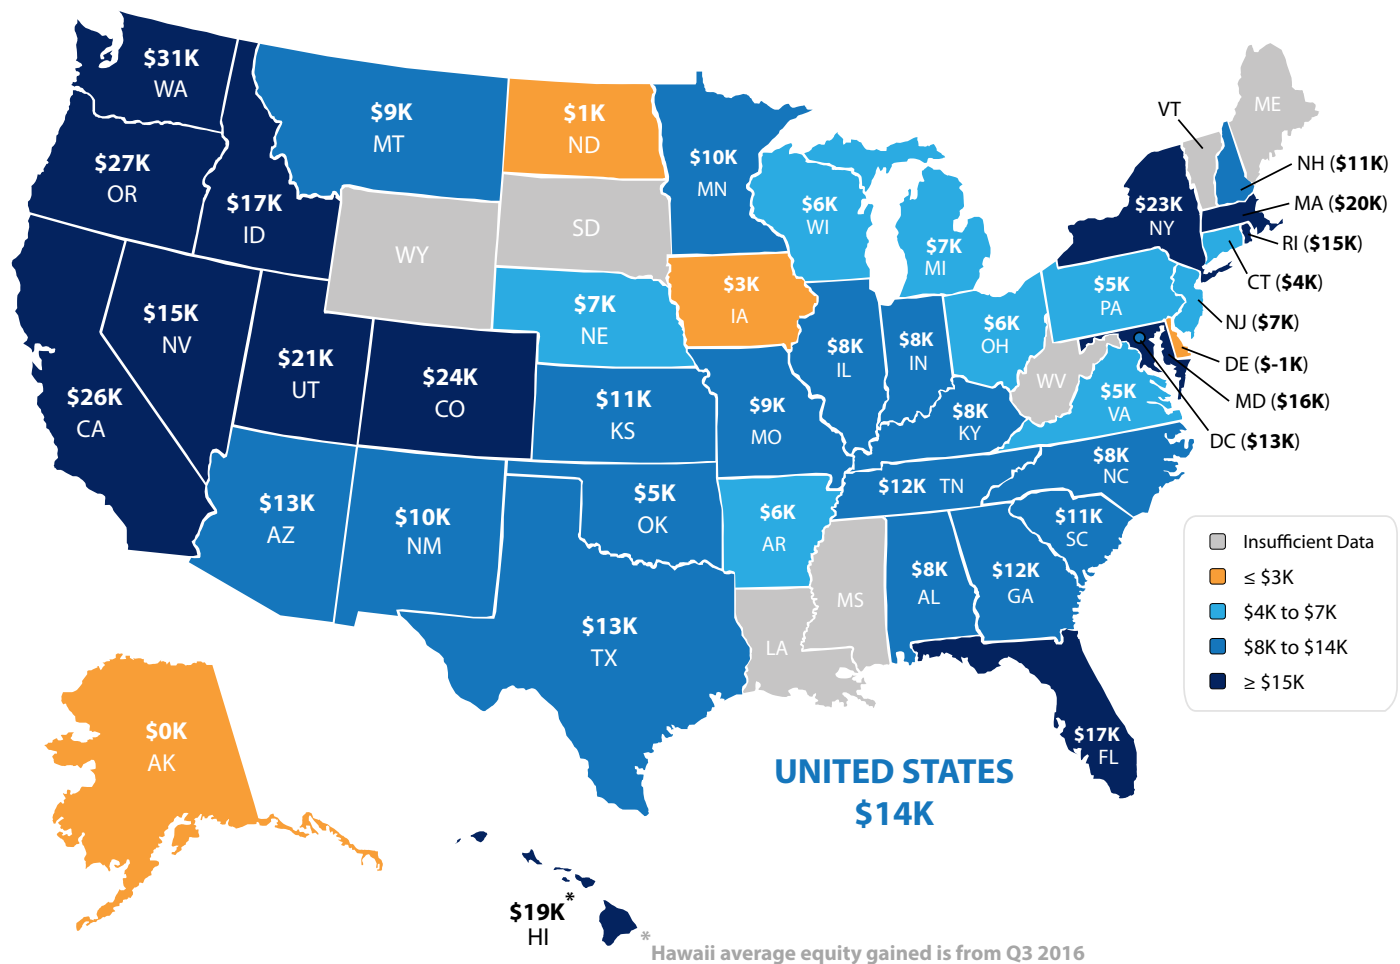 $31K
WA
$9K
MT
$1K
ND
$10K
MN
VT
ME
$27K
OR
$17K
ID
WY
SD
$6K
WI
$7K
MI
$23K
NY
NH ($11K)
MA ($20K)
RI ($15K)
CT ($4K)
NJ ($7K)
DE ($-1K)
MD ($16K)
DC ($13K)
$15K
NV
$7K
NE
$3K
IA
$5K
PA
$6K
OH
$8K
IL
$8K
IN
WV
$26K
CA
$21K
UT
$24K
CO
$11K
KS
$9K
MO
$8K
KY
$5K
VA
$8K
NC
$13K
AZ
$10K
NM
$5K
OK
$6K
AR
$12K TN
$11K
SC
$13K
TX
LA
MS
$8K
AL
$12K
GA
$17K
FL
Insufficient Data
≤ $3K
$4K to $7K
$8K to $14K
≥ $15K
$0K
AK
UNITED STATES
$14K
$19K*
HI
* Hawaii average equity gained is from Q3 2016